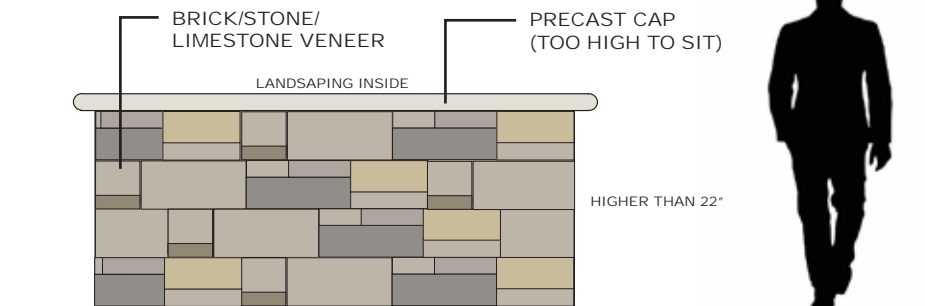 BRICK/STONE/
LIMESTONE VENEER
PRECAST CAP
(TOO HIGH TO SIT)
LANDSAPING INSIDE
HIGHER THAN 22"